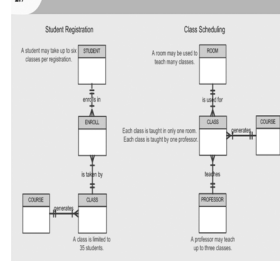 Student Registration
Class Scheduling
A student may take up to six
classes per registration.
STUDENT
A room may be used to
teach many classes.
ROOM
enrolls in
is used for
ENROLL
CLASS
COURSE
Each class is taught in only one room.
Each class is taught by one professor.
generates
is taken by
teaches
COURSE
generates
CLASS
PROFESSOR
A class is limited to
35 students.
A professor may teach
up to three classes.